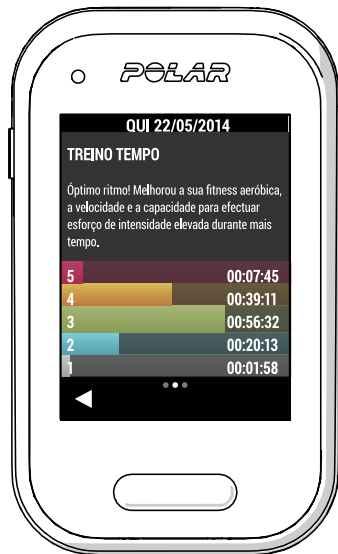 POLAR
QUI 22/05/2014
TREINO TEMPO
Óptimo ritmo! Melhorou a sua fitness aeróbica,
a velocidade e a capacidade para efectuar
esforço de intensidade elevada durante mais
tempo.
5 00:07:45
4 00:39:11
3 00:56:32
2 00:20:13
1 00:01:58